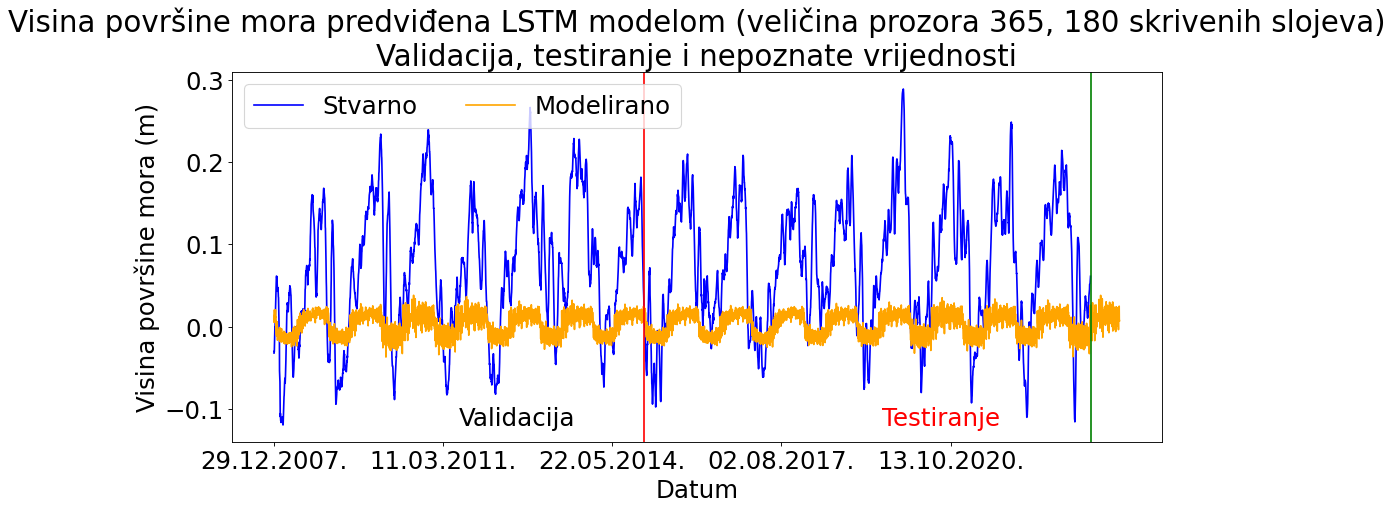 Visina površine mora predviđena LSTM modelom (veličina prozora 365, 180 skrivenih slojeva)
Validacija, testiranje i nepoznate vrijednosti
Visina površine mora (m)
0.3
0.2
0.1
0.0
−0.1
Stvarno
Modelirano
Validacija
Testiranje
29.12.2007.
11.03.2011.
22.05.2014.
02.08.2017.
13.10.2020.
Datum